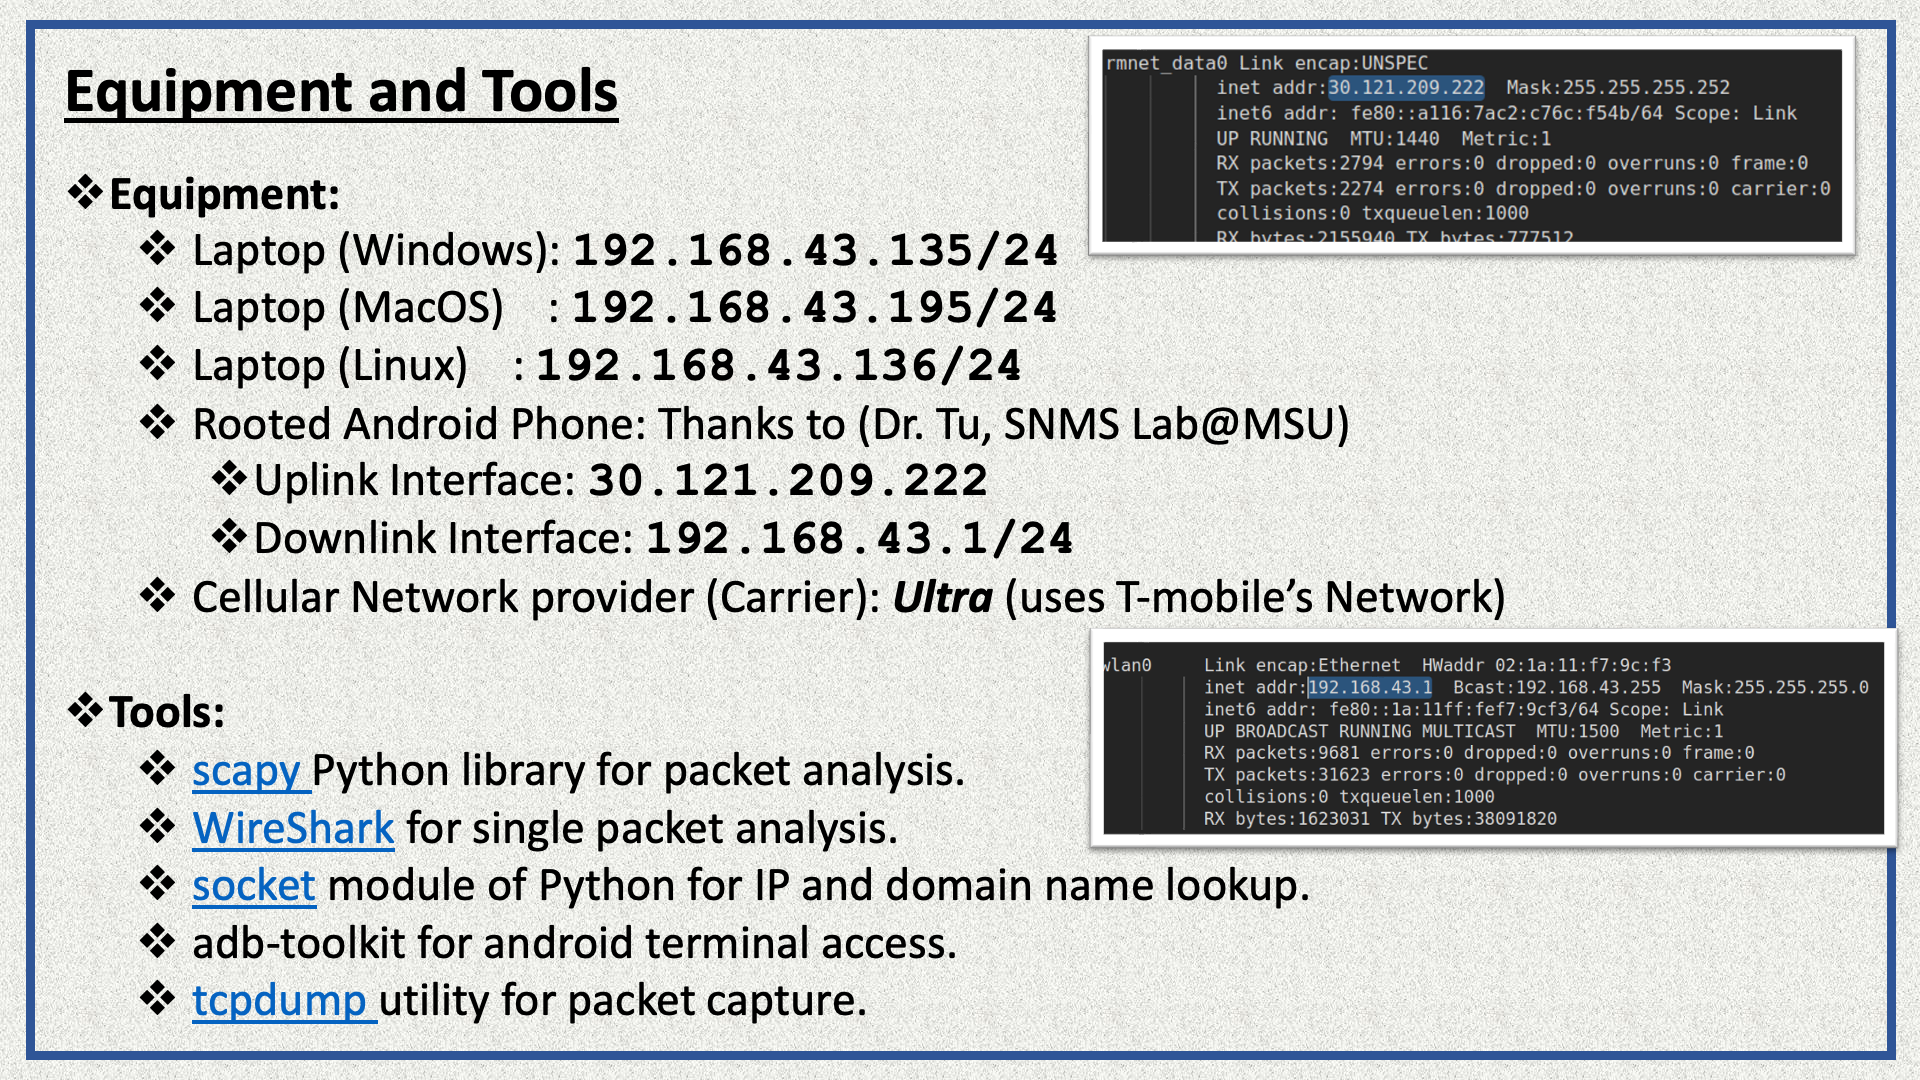 Equipment and Tools
❖Equipment:
❖ Laptop (Windows): 192.168.43.135/24
❖ Laptop (MacOS) : 192.168.43.195/24
❖ Laptop (Linux) : 192.168.43.136/24
❖ Rooted Android Phone: Thanks to (Dr. Tu, SNMS Lab@MSU)
❖Uplink Interface: 30.121.209.222
❖Downlink Interface: 192.168.43.1/24
❖ Cellular Network provider (Carrier): Ultra (uses T-mobile’s Network)
❖Tools:
❖ scapy Python library for packet analysis.
❖ WireShark for single packet analysis.
❖ socket module of Python for IP and domain name lookup.
❖ adb-toolkit for android terminal access.
❖ tcpdump utility for packet capture.
rmnet_data0 Link encap:UNSPEC
inet addr:30.121.209.222 Mask:255.255.255.252
inet6 addr: fe80::a116:7ac2:c76c:f54b/64 Scope: Link
UP RUNNING MTU:1440 Metric:1
RX packets:2794 errors:0 dropped:0 overruns:0 frame:0
TX packets:2274 errors:0 dropped:0 overruns:0 carrier:0
collisions:0 txqueuelen:1000
RX bytes:2155940 TX bytes:777512
wlan0 Link encap:Ethernet HWaddr 02:1a:11:f7:9c:f3
inet addr:192.168.43.1 Bcast:192.168.43.255 Mask:255.255.255.0
inet6 addr: fe80::1a:11ff:fef7:9cf3/64 Scope: Link
UP BROADCAST RUNNING MULTICAST MTU:1500 Metric:1
RX packets:9681 errors:0 dropped:0 overruns:0 frame:0
TX packets:31623 errors:0 dropped:0 overruns:0 carrier:0
collisions:0 txqueuelen:1000
RX bytes:1623031 TX bytes:38091820